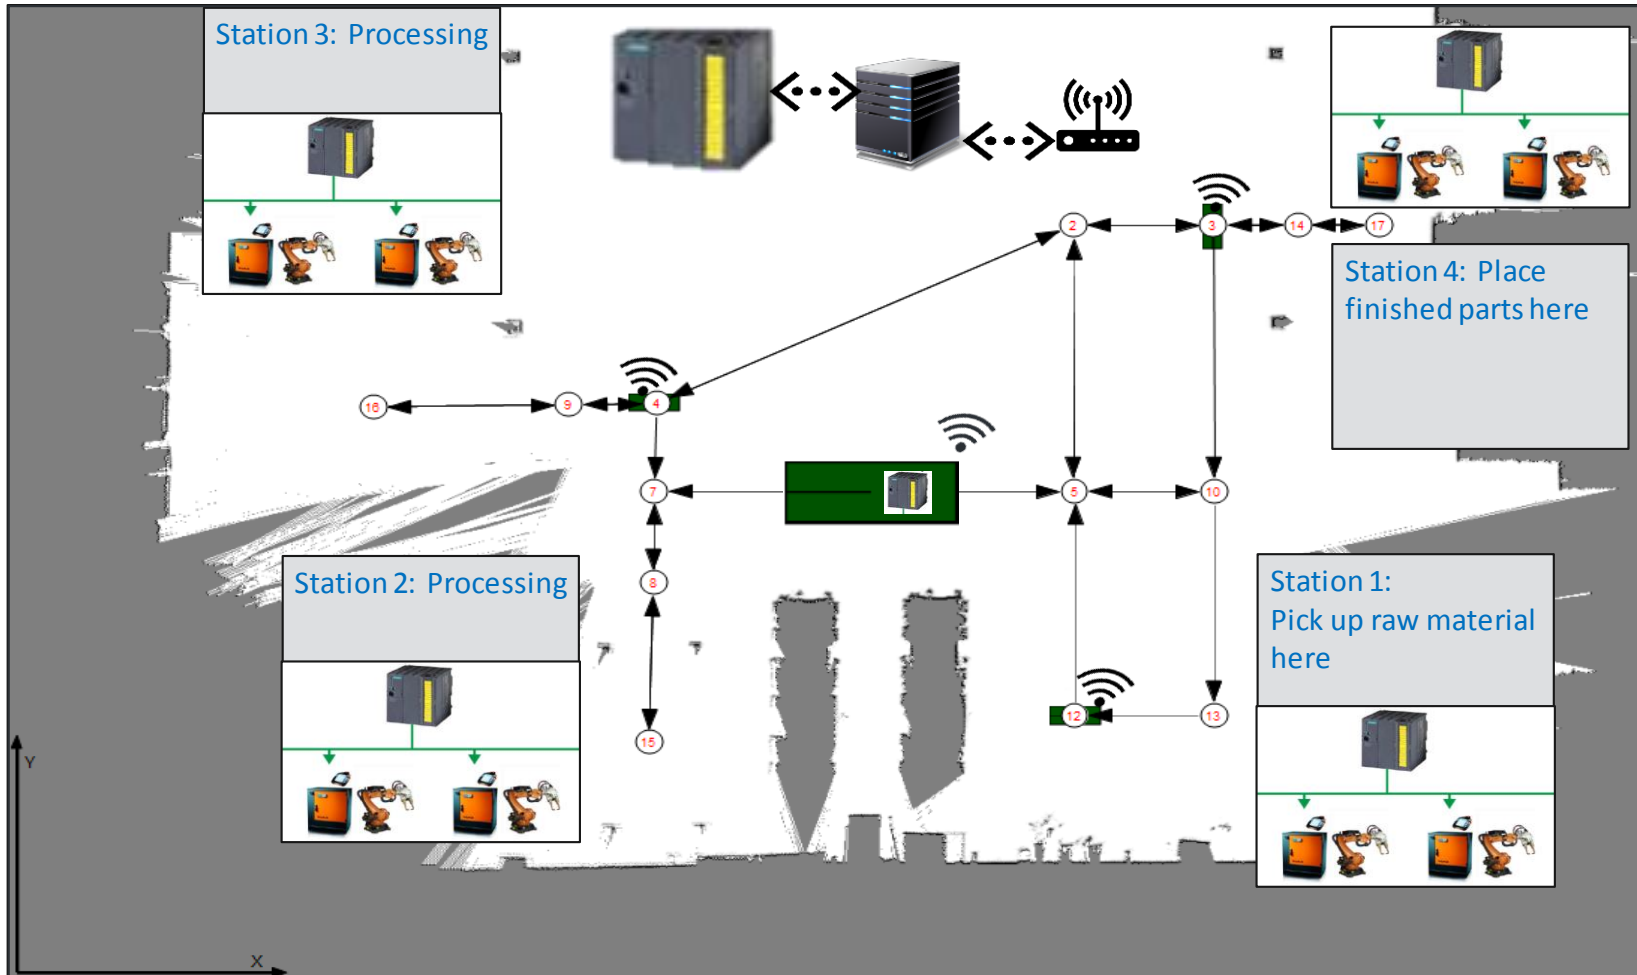 Station 3: Processing
2
3
14
17
Station 4: Place
finished parts here
16
9
4
7
5
10
8
Station 2: Processing
Station 1:
Pick up raw material
here
12
13
15
Y
X